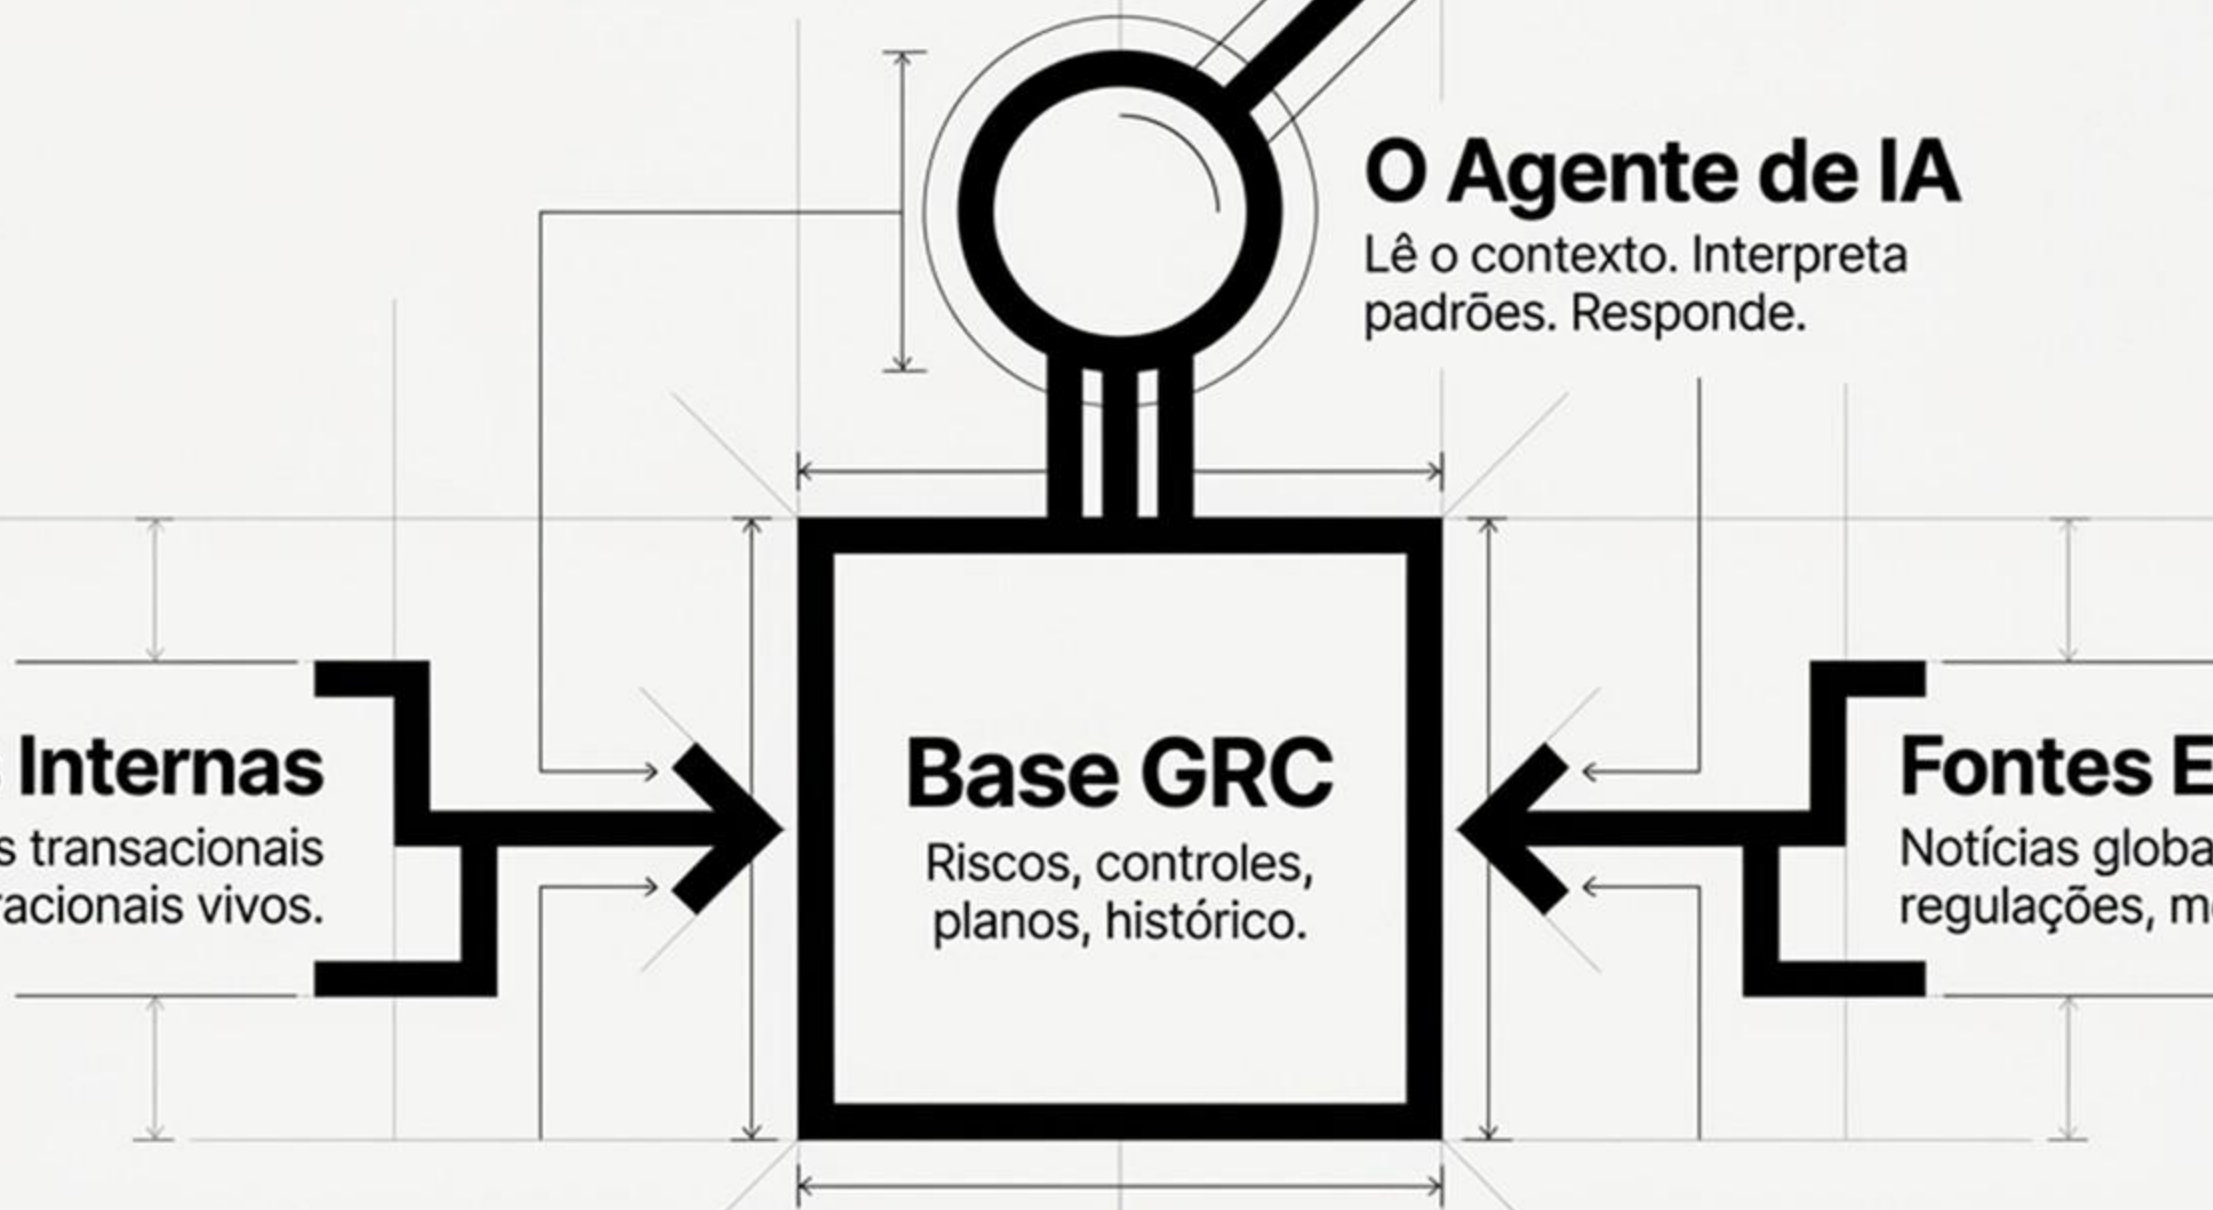 O Agente de IA
Lê o contexto. Interpreta
padrões. Responde.
Internas
transacionais
vivos.
Base GRC
Riscos, controles,
planos, histórico.
Fontes
Notícias
regulações,